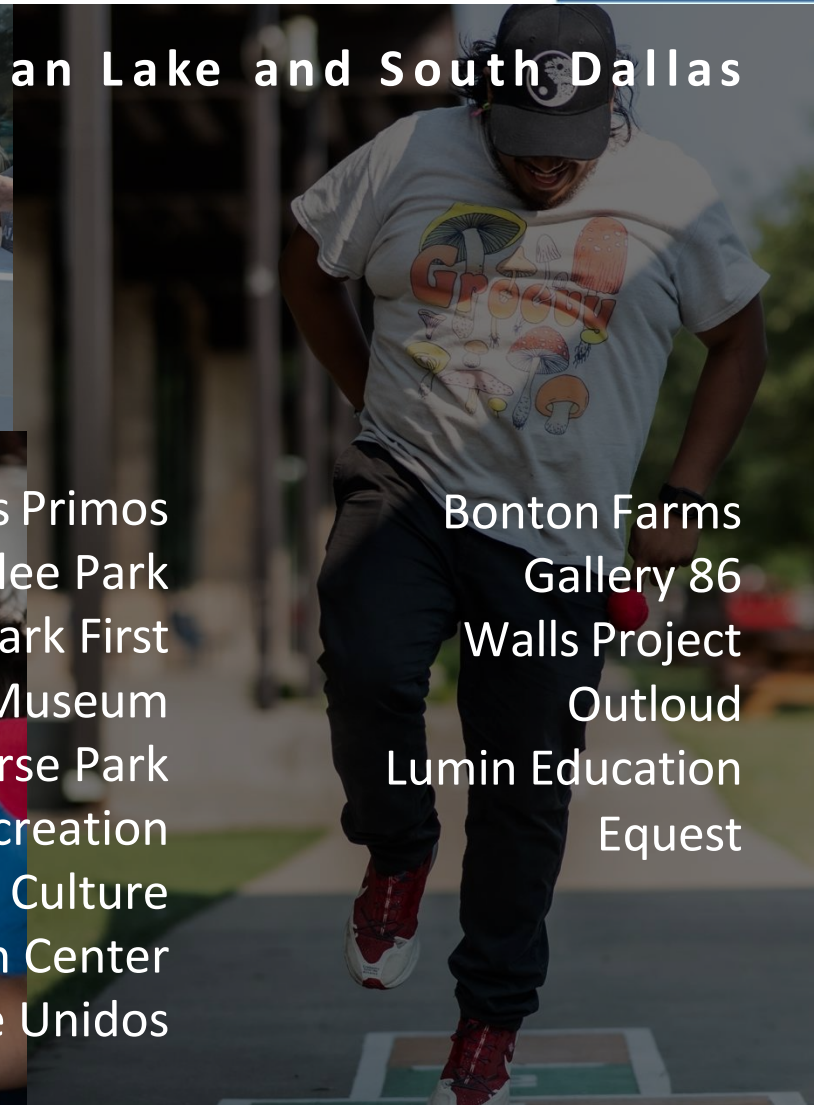 an Lake and South Dallas
Groovy
s Primos
lee Park
ark First
Museum
rse Park
creation
Culture
n Center
e Unidos
Bonton Farms
Gallery 86
Walls Project
Outloud
Lumin Education
Equest